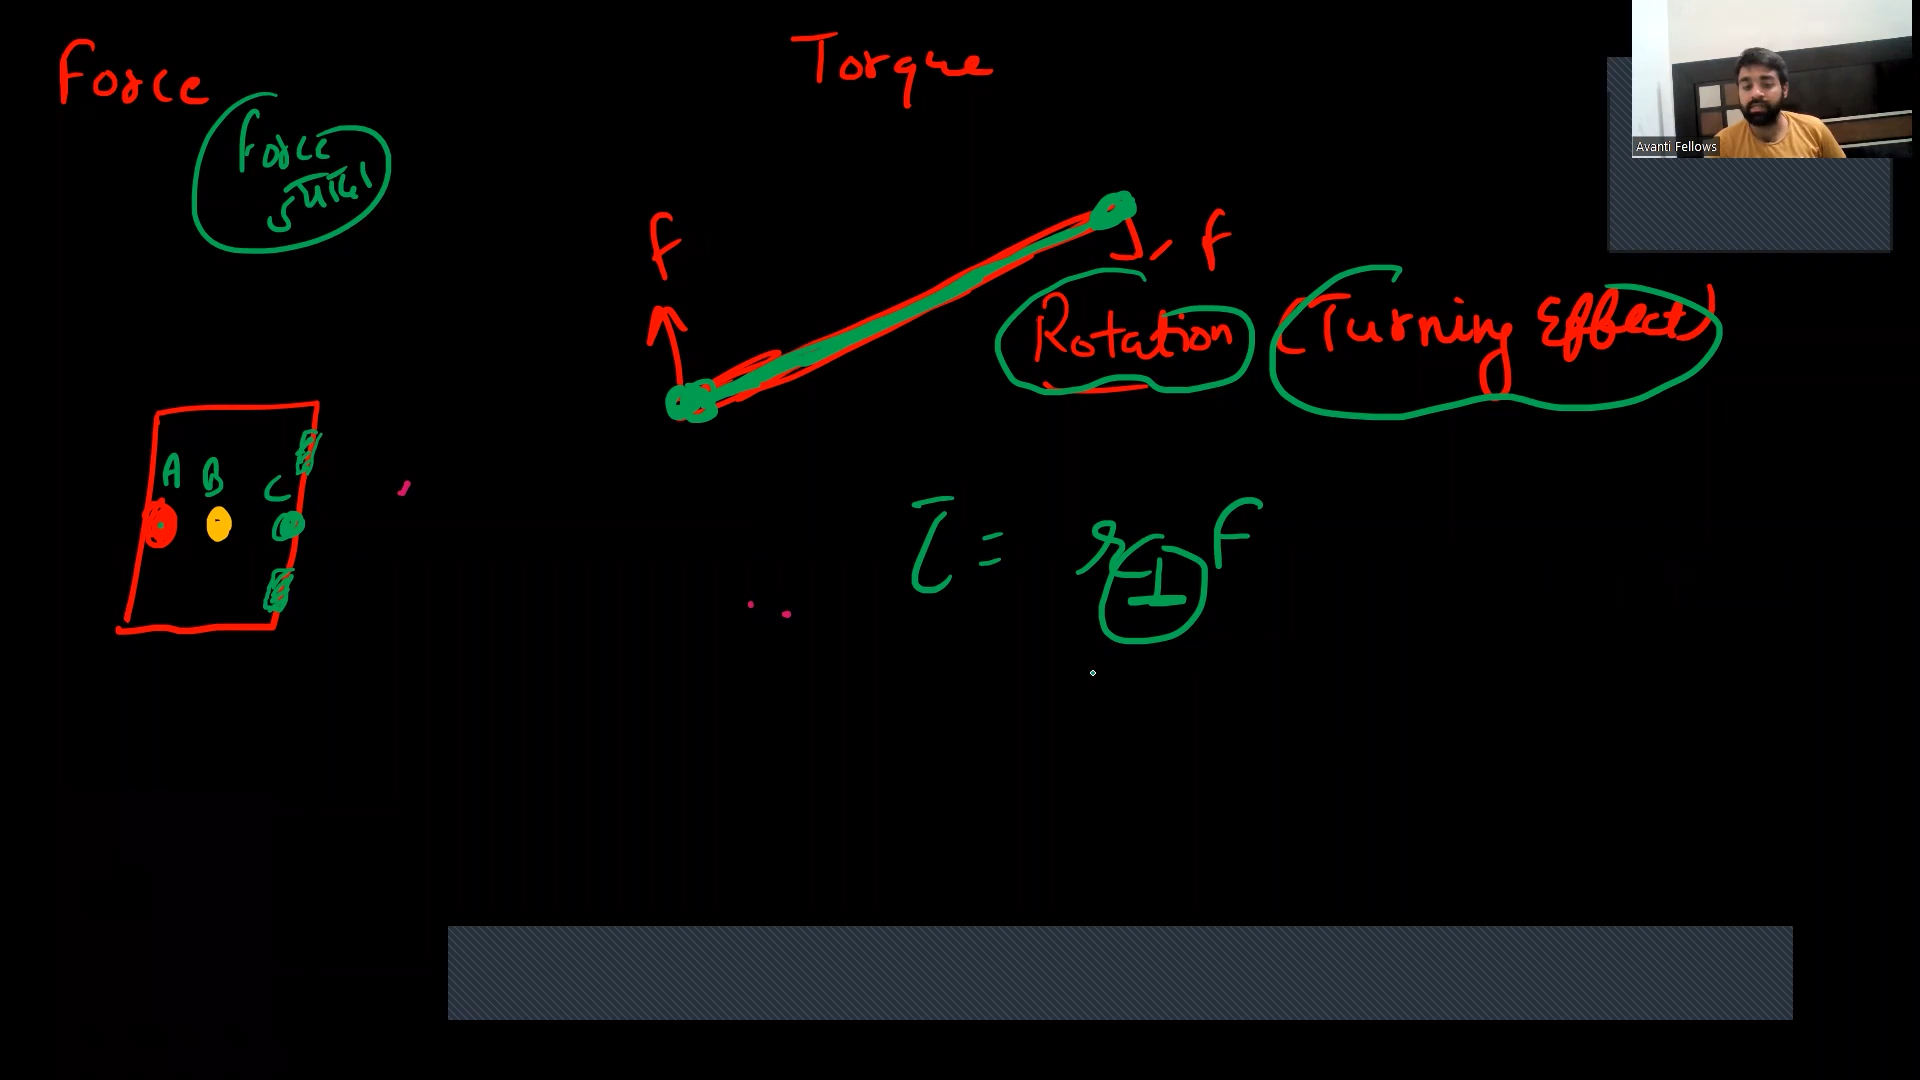 Force
Torque
Force
Avanti Fellows
F
F
Rotation (Turning Effect)
A B C
τ = r⊥ F